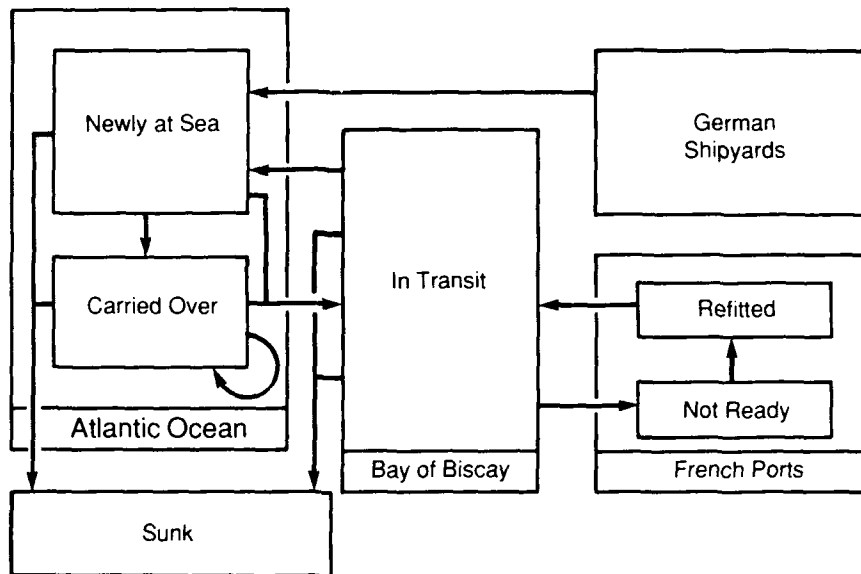 Newly at Sea
German
Shipyards
Carried Over
In Transit
Refitted
Not Ready
Atlantic Ocean
Bay of Biscay
French Ports
Sunk